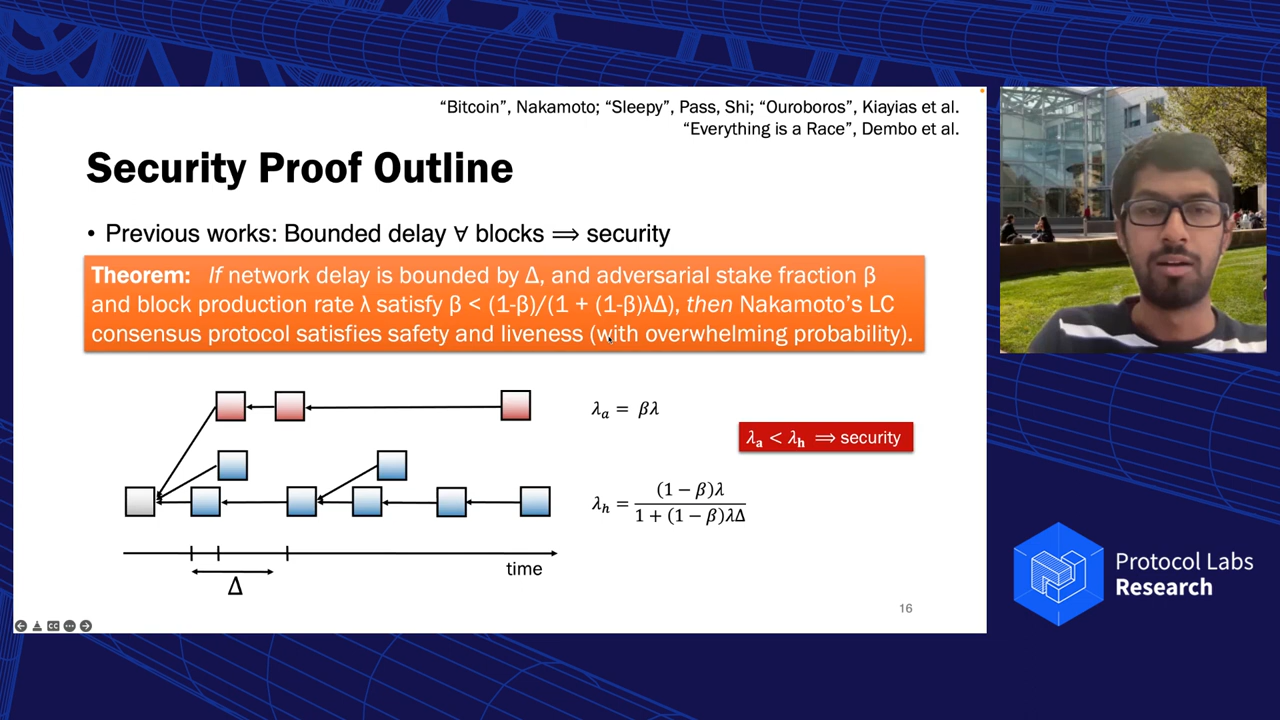 “Bitcoin”, Nakamoto; “Sleepy”, Pass, Shi; “Ouroboros”, Kiayias et al.
“Everything is a Race”, Dembo et al.
Security Proof Outline
• Previous works: Bounded delay ∀ blocks ⟹ security
Theorem: If network delay is bounded by Δ, and adversarial stake fraction β
and block production rate λ satisfy β < (1-β)/(1 + (1-β)λΔ), then Nakamoto’s LC
consensus protocol satisfies safety and liveness (with overwhelming probability).
λₐ = βλ
λₐ < λₕ ⟹ security
λₕ = (1 − β)λ / 1 + (1 − β)λΔ
time
Δ
16
CC
Protocol Labs
Research